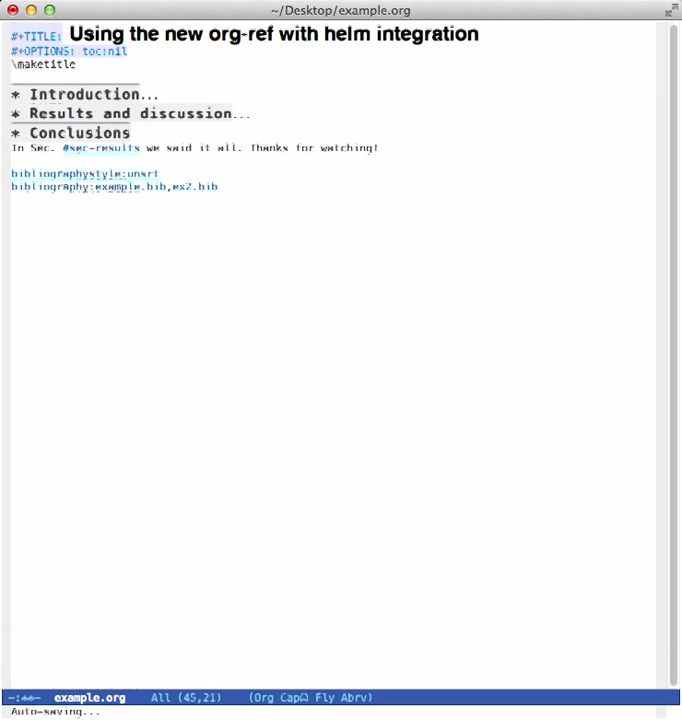 ~/Desktop/example.org
#+TITLE: Using the new org-ref with helm integration
#+OPTIONS: toc:nil
\maketitle
* Introduction...
* Results and discussion...
* Conclusions
In Sec. #sec-results we said it all. Thanks for watching!
bibliographystyle:unsrt
bibliography:example.bib,ex2.bib
-:**- example.org All (45,21) (Org CapΩ Fly Abrv)
Auto-saving...